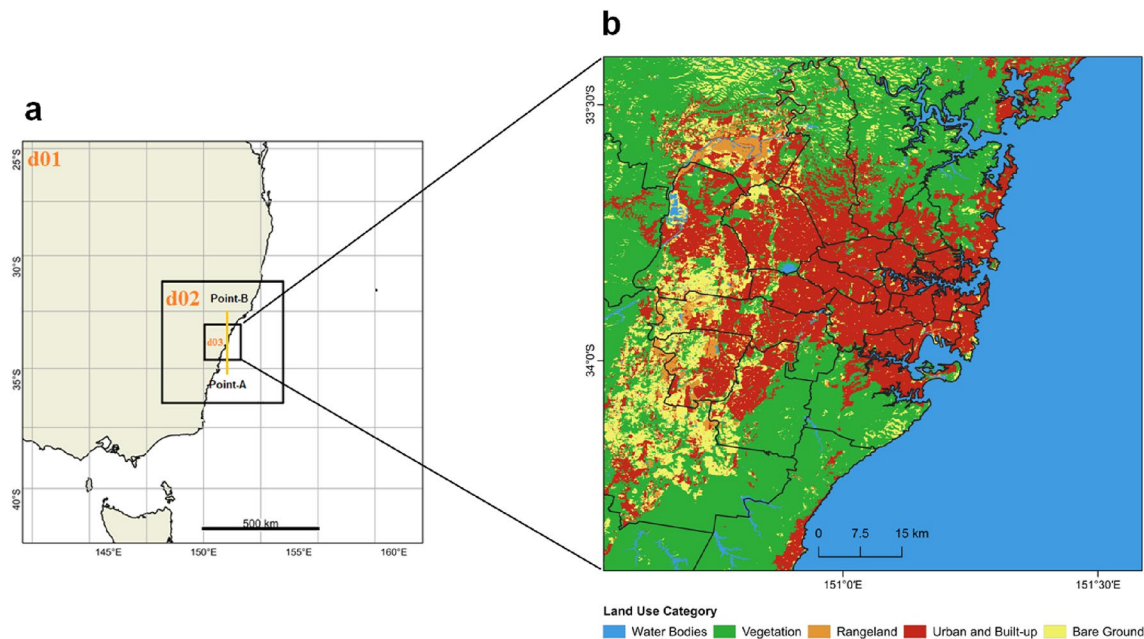 a
d01
25°S
30°S
35°S
40°S
d02
Point-B
d03
Point-A
500 km
145°E
150°E
155°E
160°E
b
33°30'S
34°0'S
0 7.5 15 km
151°0'E
151°30'E
Land Use Category
Water Bodies Vegetation Rangeland Urban and Built-up Bare Ground